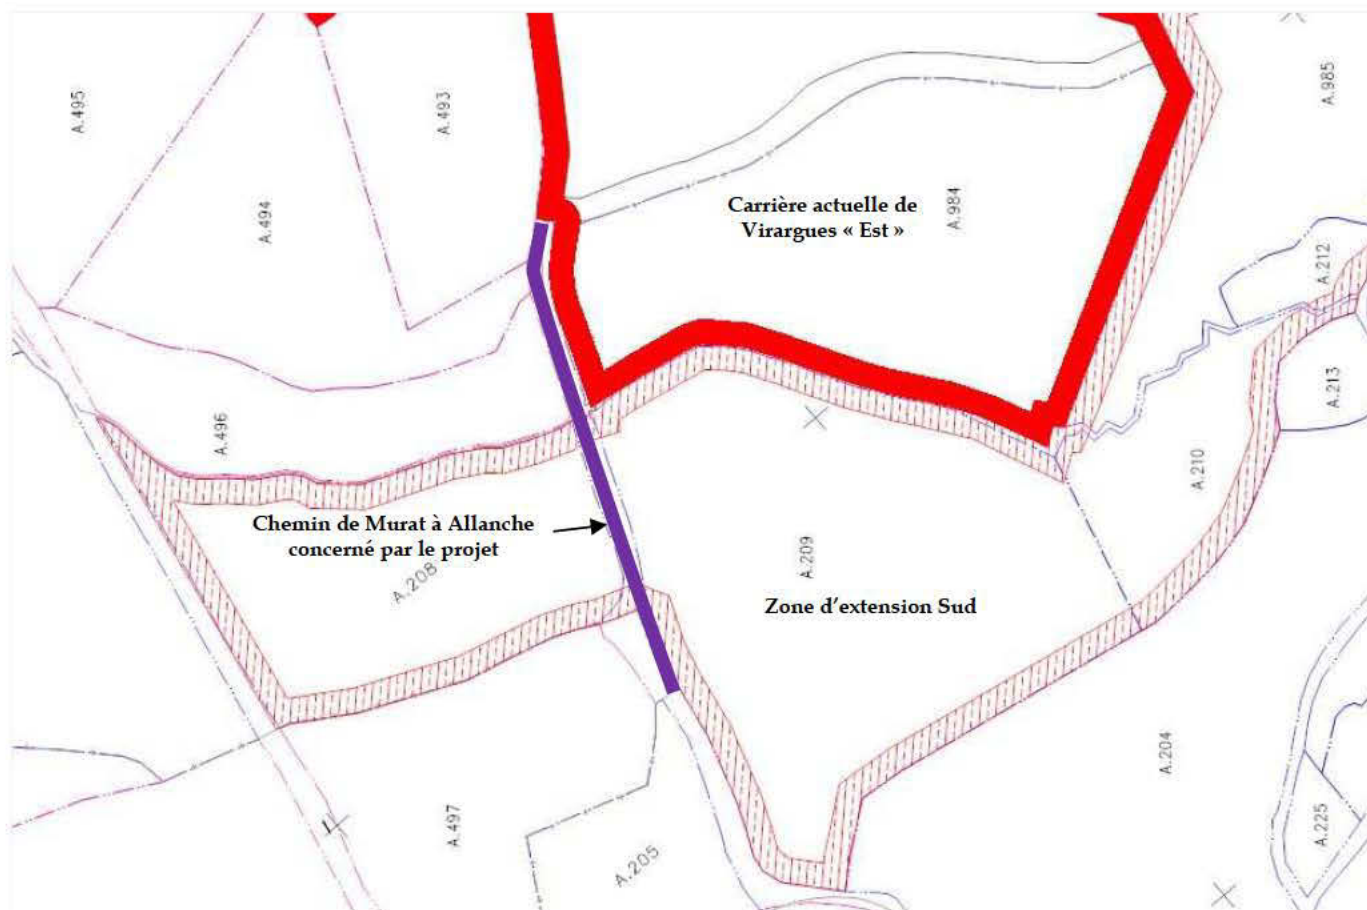 A.495
A.493
A.985
A.494
Carrière actuelle de
Virargues « Est »
A.984
A.212
A.213
A.496
A.210
Chemin de Murat à Allanche
concerné par le projet
A.208
A.209
Zone d’extension Sud
A.204
A.497
A.205
A.225